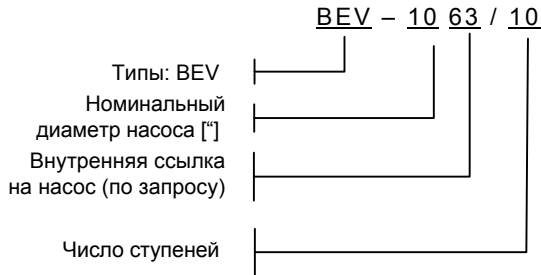 BEV – 10 63 / 10
Типы: BEV
Номинальный
диаметр насоса [“]
Внутренняя ссылка
на насос (по запросу)
Число ступеней